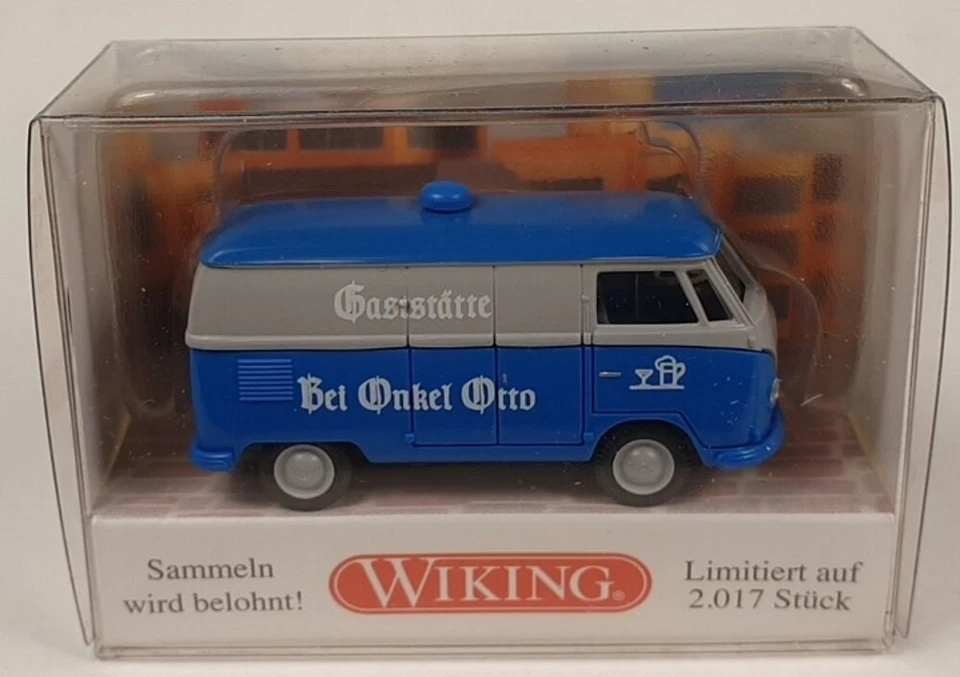 Gaststätte
Bei Onkel Otto
Sammeln
wird belohnt!
WIKING®
Limitiert auf
2.017 Stück